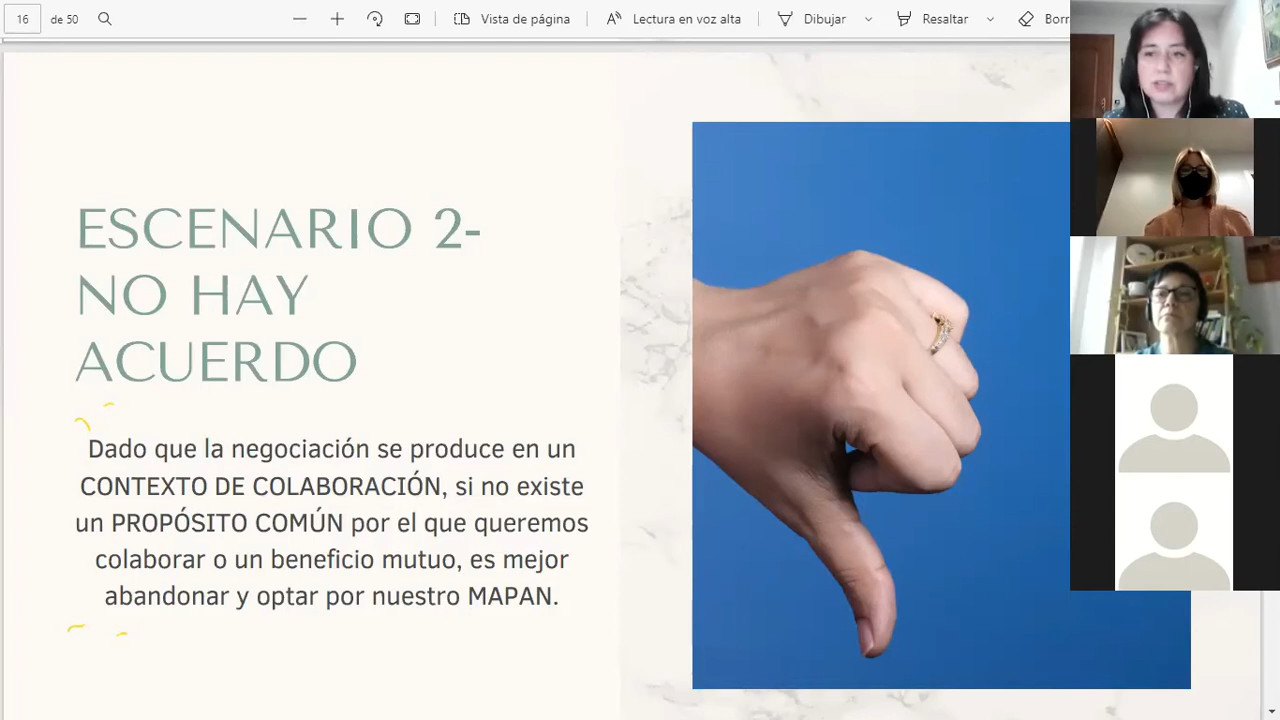 16 de 50 Vista de página Lectura en voz alta Dibujar Resaltar Borr
ESCENARIO 2-
NO HAY
ACUERDO
Dado que la negociación se produce en un
CONTEXTO DE COLABORACIÓN, si no existe
un PROPÓSITO COMÚN por el que queremos
colaborar o un beneficio mutuo, es mejor
abandonar y optar por nuestro MAPAN.